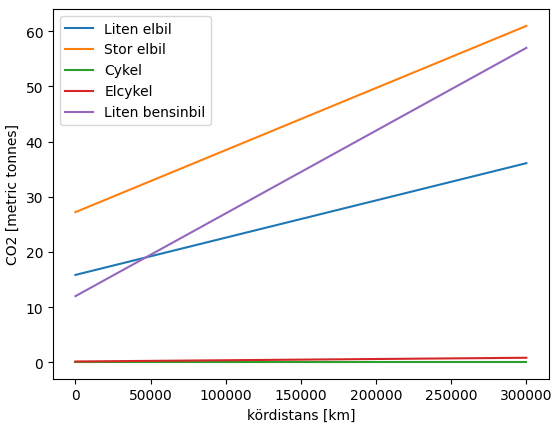 Liten elbil
Stor elbil
Cykel
Elcykel
Liten bensinbil
CO2 [metric tonnes]
60
50
40
30
20
10
0
0 50000 100000 150000 200000 250000 300000
kördistans [km]